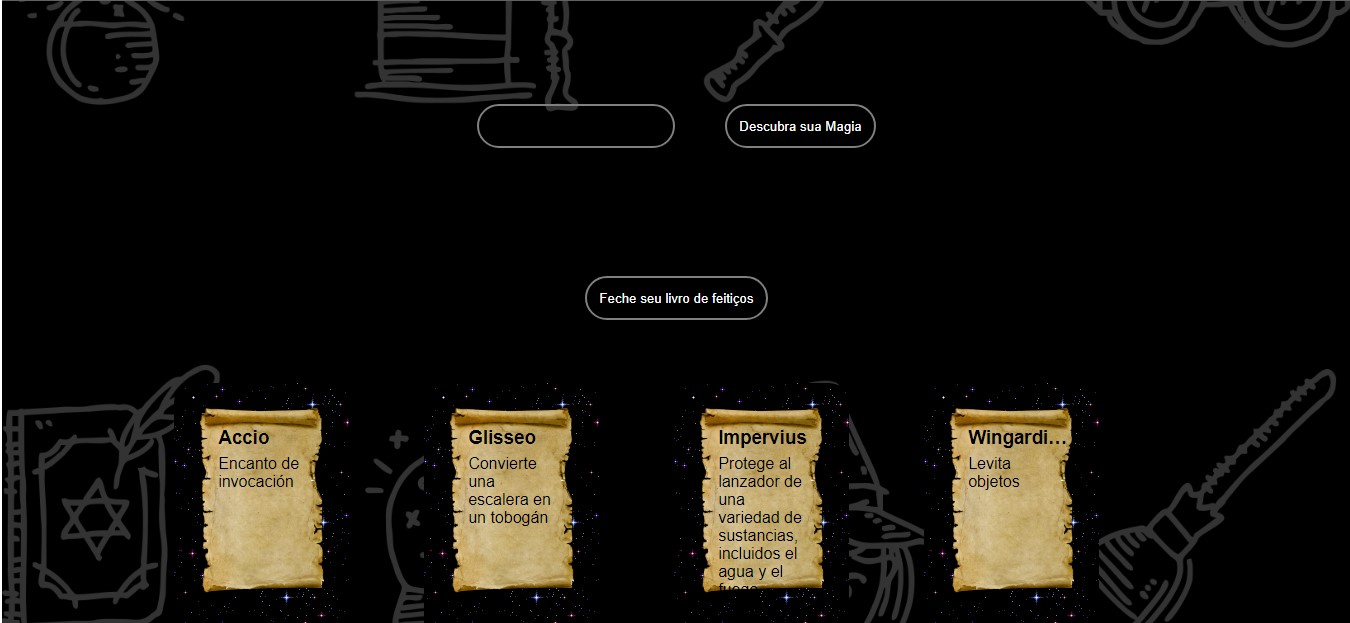 Descubra sua Magia
Feche seu livro de feitiços
Accio
Encanto de
invocación
Glisseo
Convierte
una
escalera en
un tobogán
Impervius
Protege al
lanzador de
una
variedad de
sustancias,
incluidos el
agua y el
Wingardi...
Levita
objetos